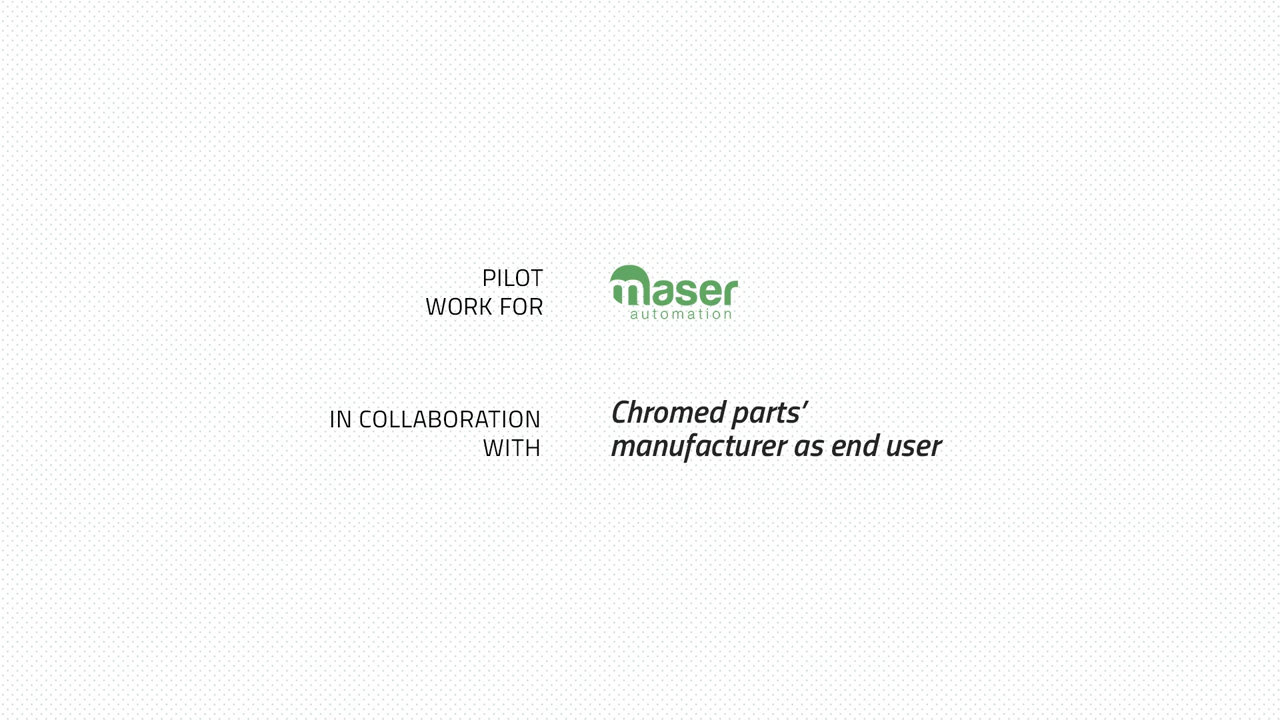 PILOT
WORK FOR
maser
automation
IN COLLABORATION
WITH
Chromed parts’
manufacturer as end user